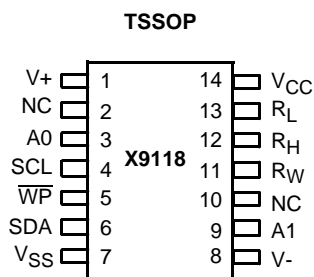 TSSOP
V+ 1 14 VCC
NC 2 13 RL
A0 3 12 RH
SCL 4 X9118 11 RW
WP 5 10 NC
SDA 6 9 A1
VSS 7 8 V-